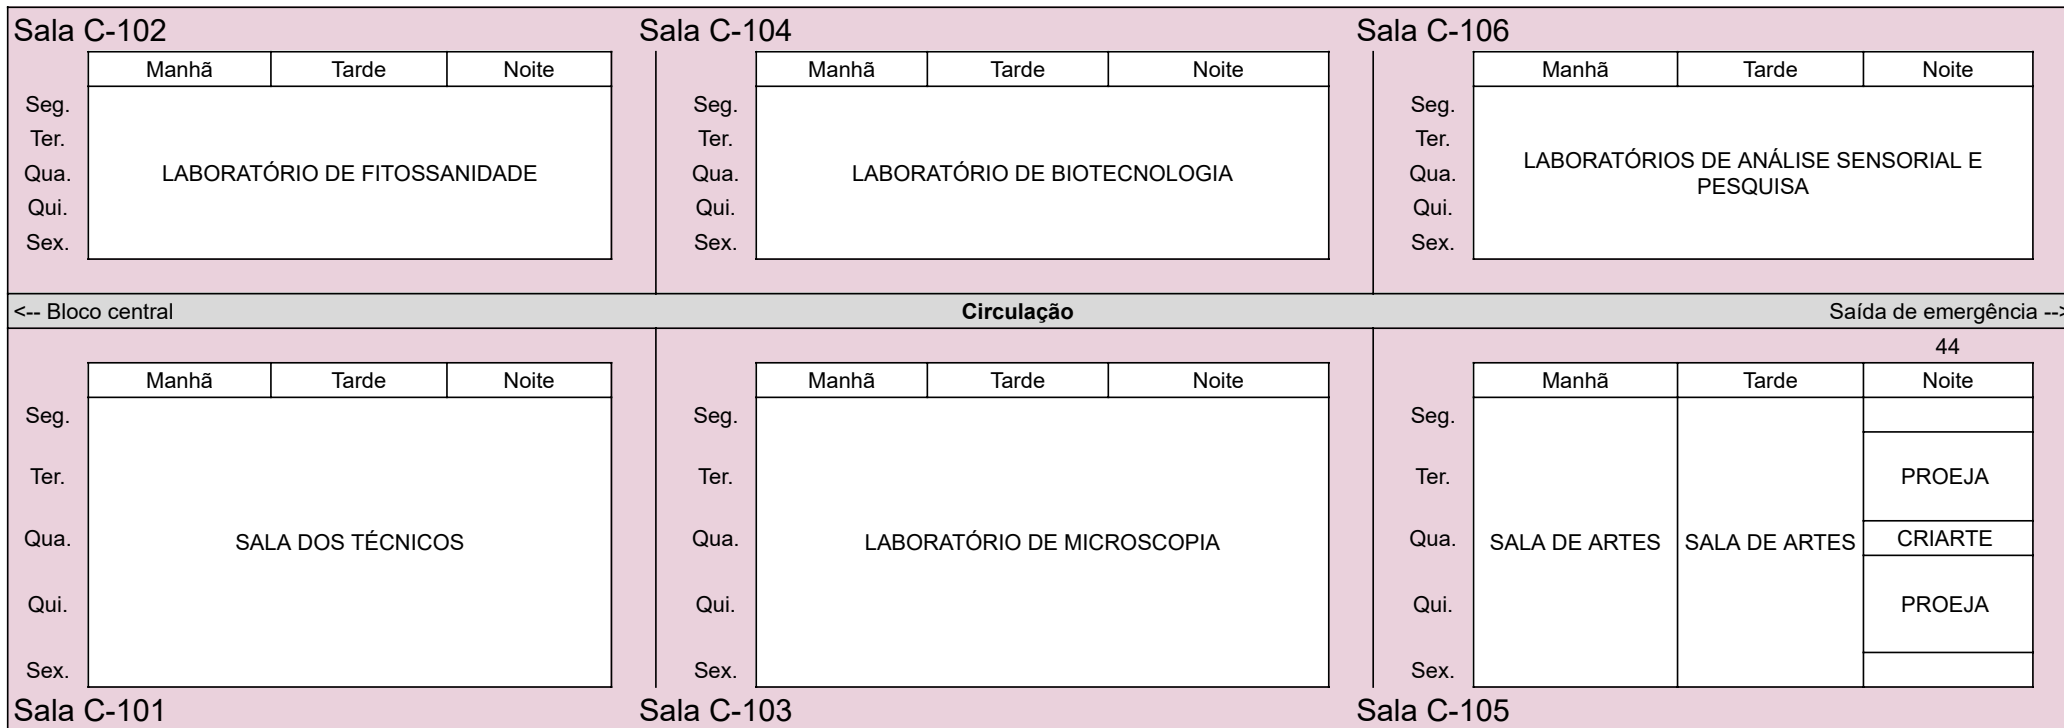 Sala C-102 Sala C-104 Sala C-106
Manhã Tarde Noite Manhã Tarde Noite Manhã Tarde Noite
Seg. Seg. Seg.
Ter. Ter. Ter.
Qua. LABORATÓRIO DE FITOSSANIDADE Qua. LABORATÓRIO DE BIOTECNOLOGIA Qua. LABORATÓRIOS DE ANÁLISE SENSORIAL E
PESQUISA
Qui. Qui. Qui.
Sex. Sex. Sex.
<-- Bloco central Circulação Saída de emergência -->
44
Manhã Tarde Noite Manhã Tarde Noite Manhã Tarde Noite
Seg. Seg. Seg.
Ter. Ter. Ter. PROEJA
Qua. SALA DOS TÉCNICOS Qua. LABORATÓRIO DE MICROSCOPIA Qua. SALA DE ARTES SALA DE ARTES CRIARTE
Qui. Qui. Qui. PROEJA
Sex. Sex. Sex.
Sala C-101 Sala C-103 Sala C-105